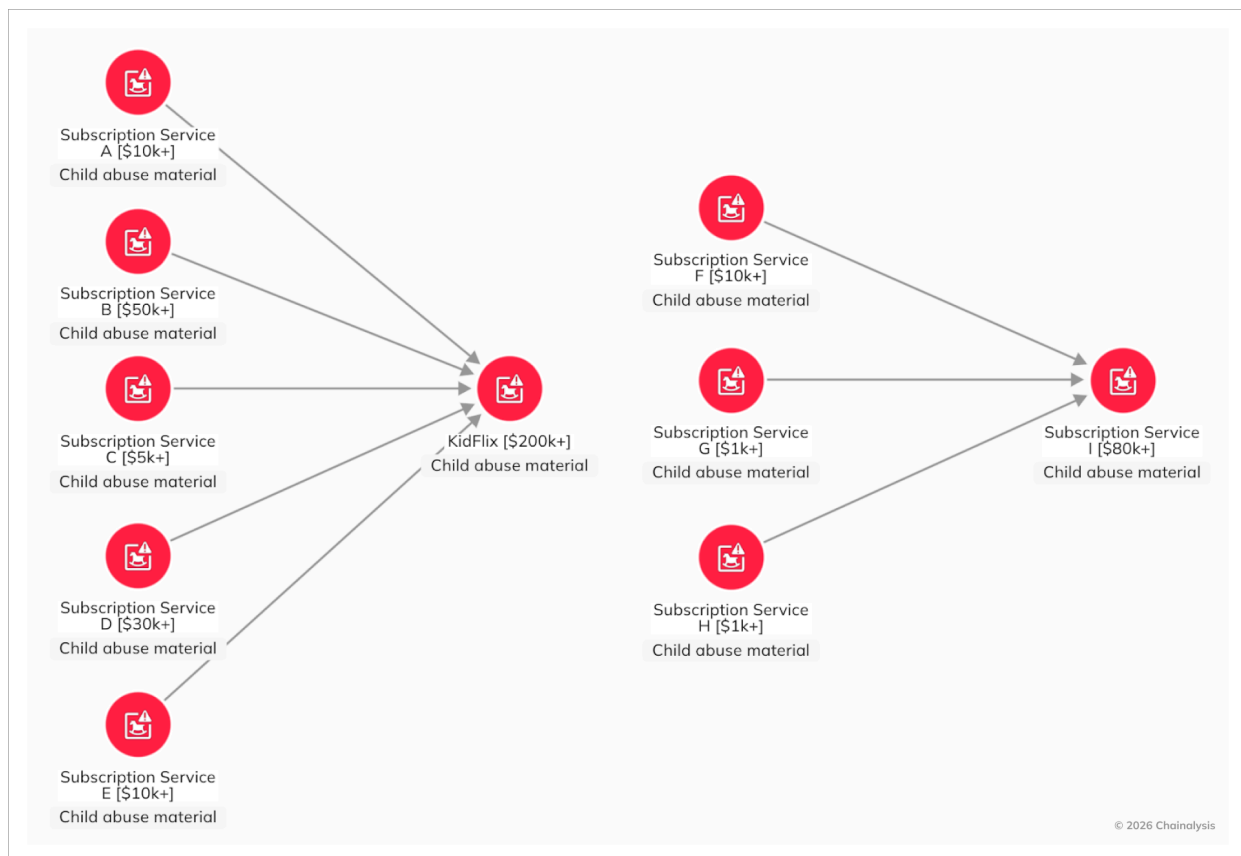 Subscription Service
A [$10k+]
Child abuse material
Subscription Service
B [$50k+]
Child abuse material
Subscription Service
C [$5k+]
Child abuse material
Subscription Service
D [$30k+]
Child abuse material
Subscription Service
E [$10k+]
Child abuse material
KidFlix [$200k+]
Child abuse material
Subscription Service
F [$10k+]
Child abuse material
Subscription Service
G [$1k+]
Child abuse material
Subscription Service
H [$1k+]
Child abuse material
Subscription Service
I [$80k+]
Child abuse material
© 2026 Chainalysis